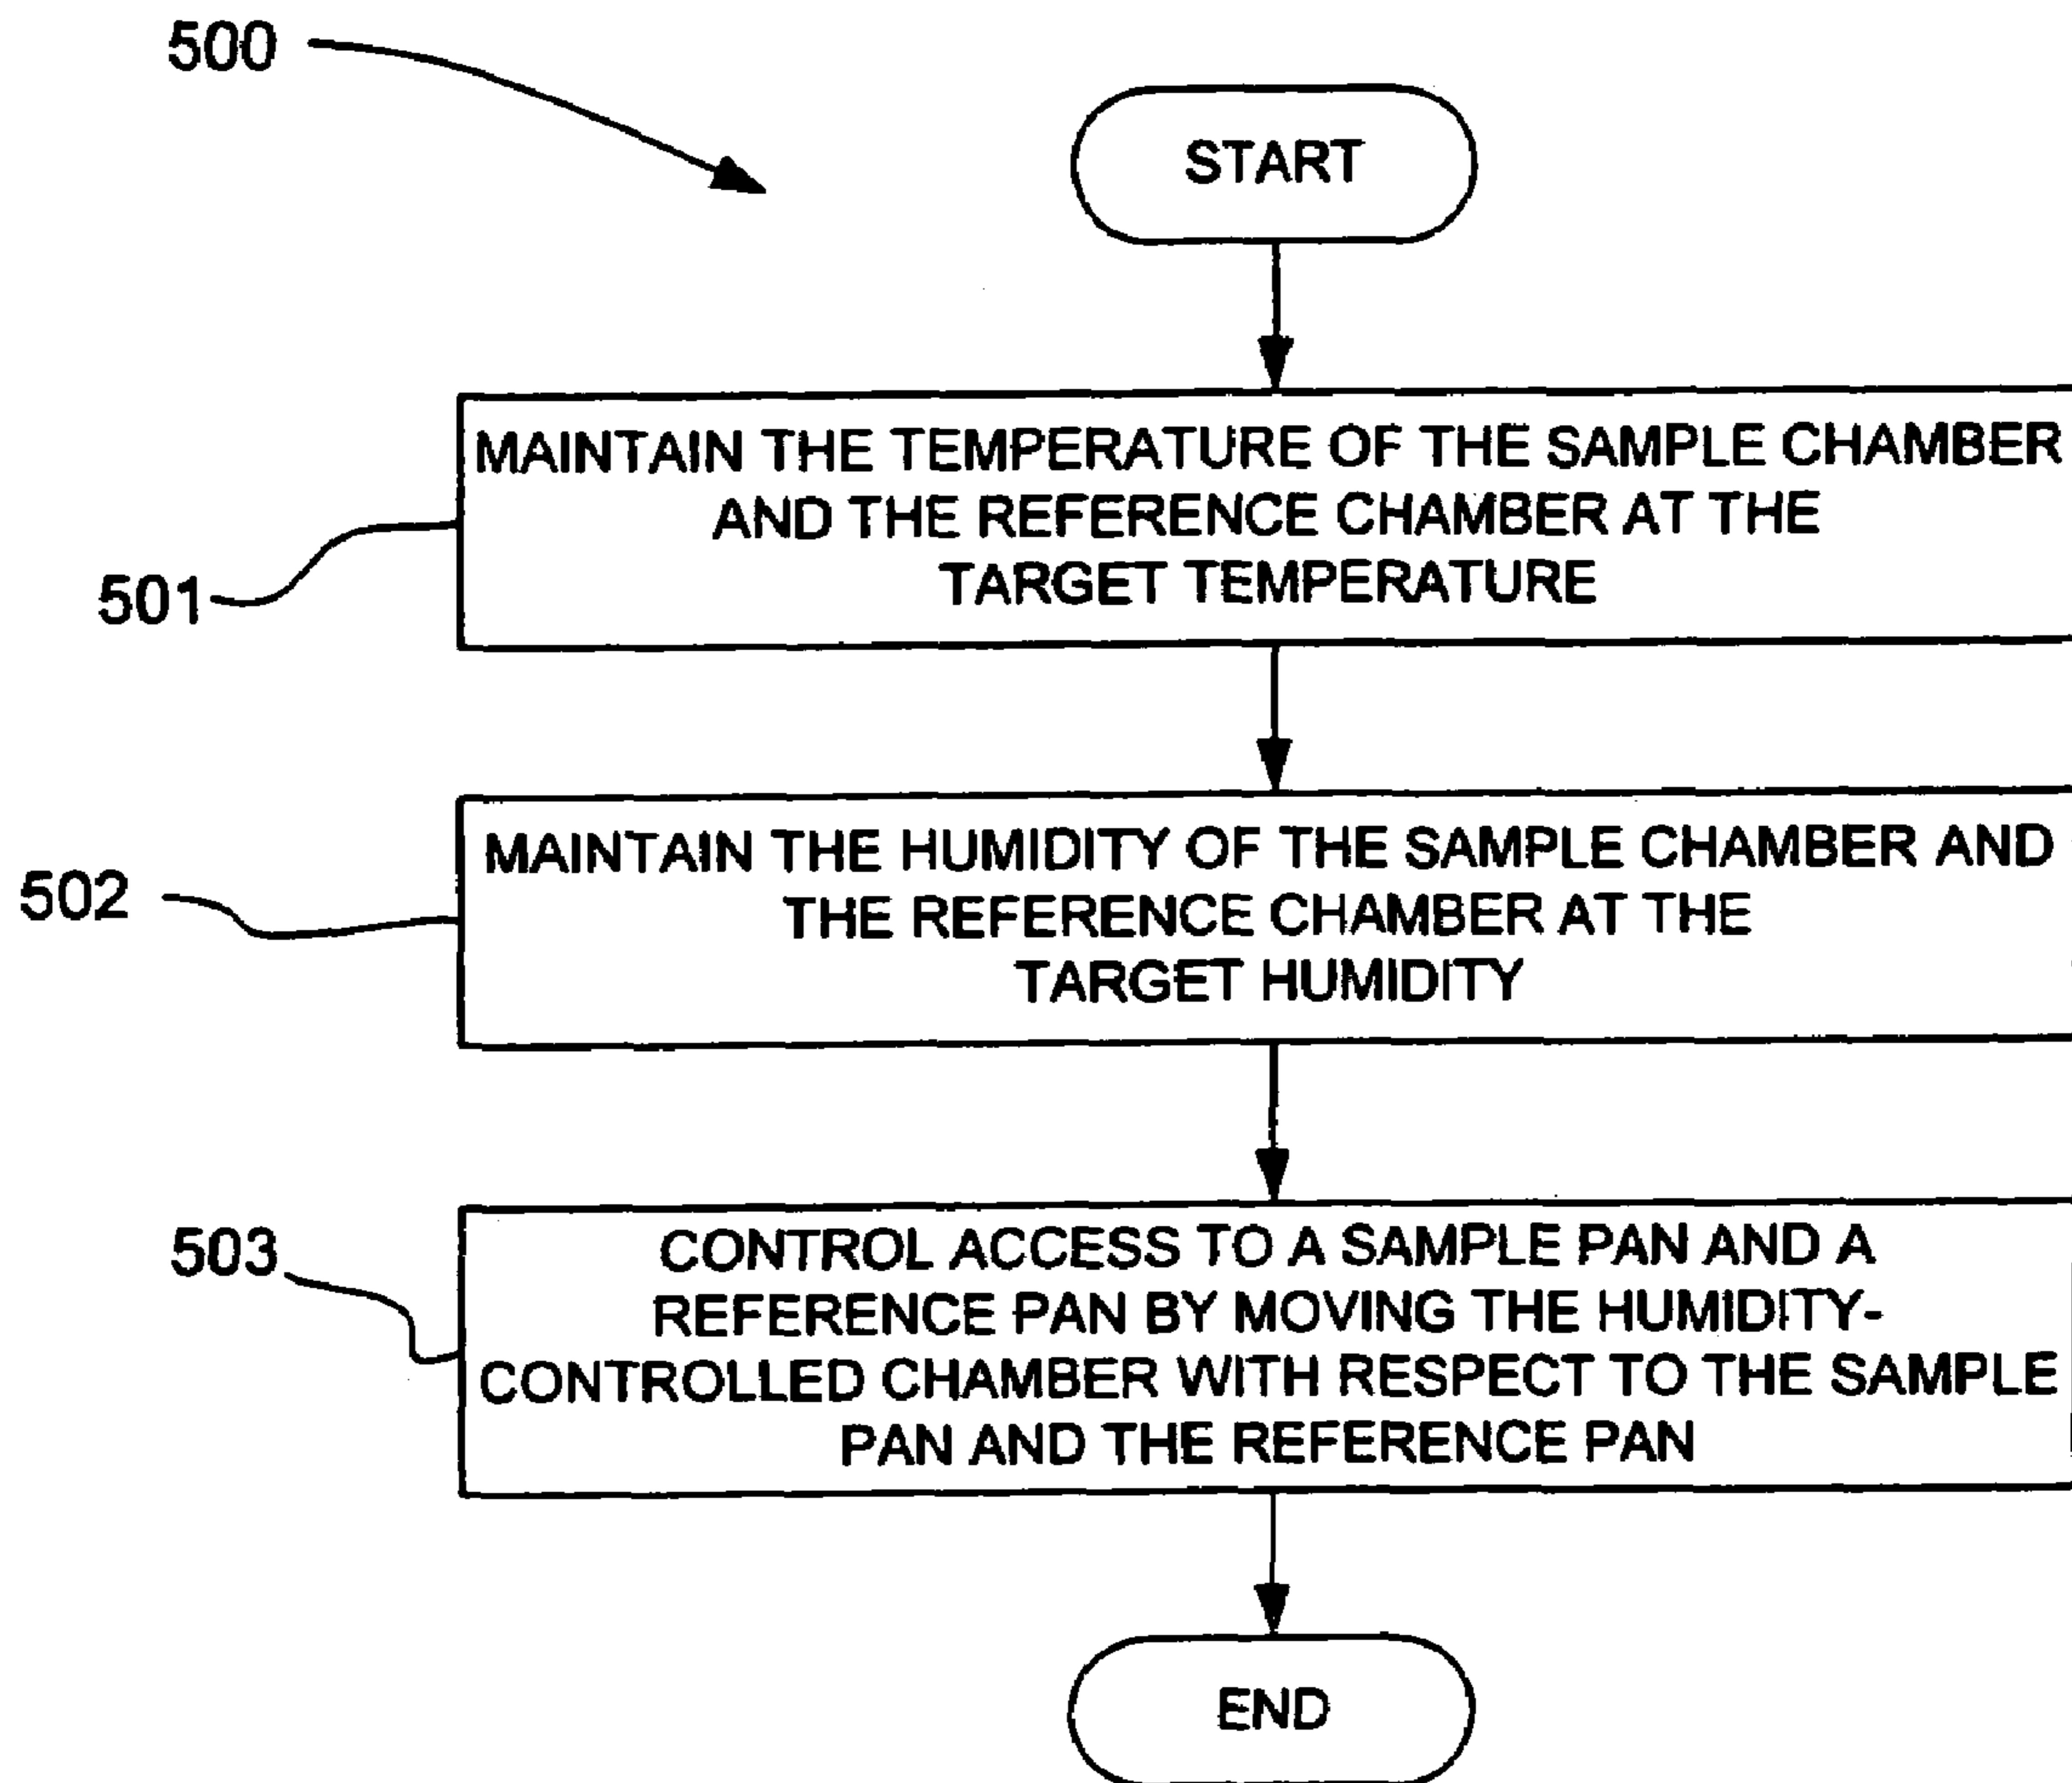 500
START
MAINTAIN THE TEMPERATURE OF THE SAMPLE CHAMBER
AND THE REFERENCE CHAMBER AT THE
TARGET TEMPERATURE
501
MAINTAIN THE HUMIDITY OF THE SAMPLE CHAMBER AND
THE REFERENCE CHAMBER AT THE
TARGET HUMIDITY
502
CONTROL ACCESS TO A SAMPLE PAN AND A
REFERENCE PAN BY MOVING THE HUMIDITY-
CONTROLLED CHAMBER WITH RESPECT TO THE SAMPLE
PAN AND THE REFERENCE PAN
503
END